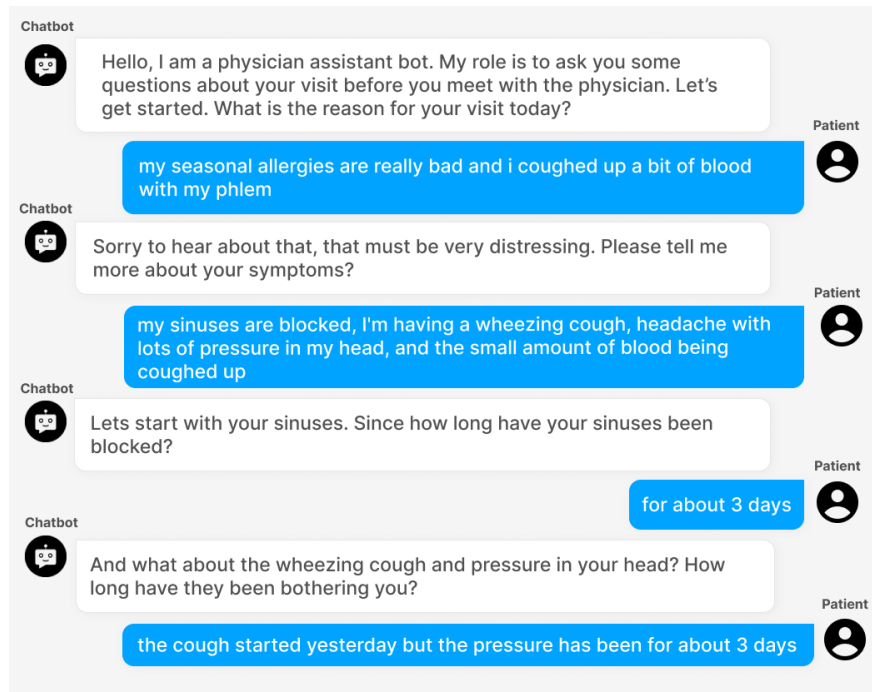 Chatbot
Hello, I am a physician assistant bot. My role is to ask you some
questions about your visit before you meet with the physician. Let’s
get started. What is the reason for your visit today?
Patient
my seasonal allergies are really bad and i coughed up a bit of blood
with my phlem
Chatbot
Sorry to hear about that, that must be very distressing. Please tell me
more about your symptoms?
Patient
my sinuses are blocked, I'm having a wheezing cough, headache with
lots of pressure in my head, and the small amount of blood being
coughed up
Chatbot
Lets start with your sinuses. Since how long have your sinuses been
blocked?
Patient
for about 3 days
Chatbot
And what about the wheezing cough and pressure in your head? How
long have they been bothering you?
Patient
the cough started yesterday but the pressure has been for about 3 days